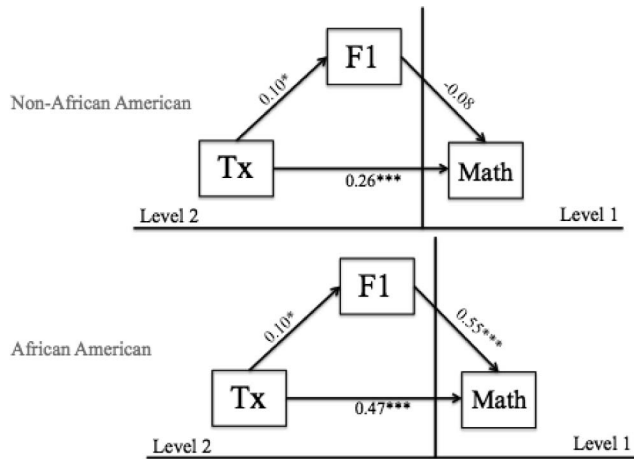 F1
0.10*
-0.08
Non-African American
Tx
Math
0.26***
Level 2
Level 1
F1
0.10*
0.55***
African American
Tx
Math
0.47***
Level 2
Level 1